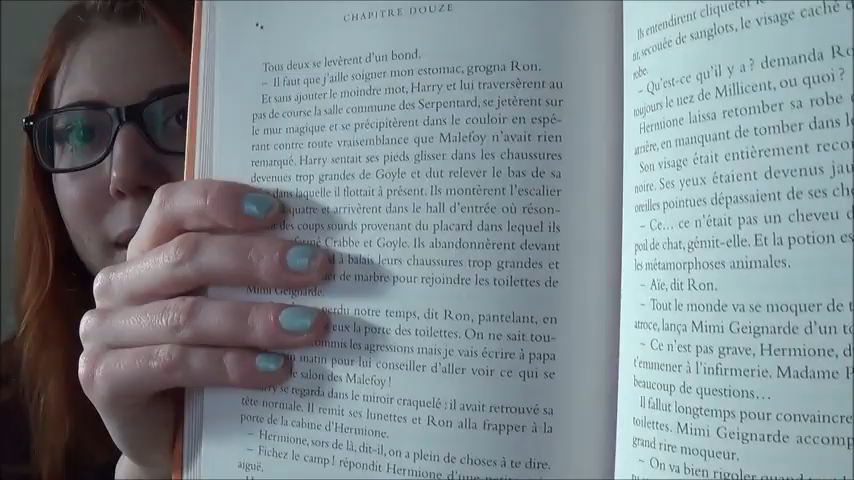 CHAPITRE DOUZE
Tous deux se levèrent d'un bond.
– Il faut que j'aille soigner mon estomac, grogna Ron.
Et sans ajouter le moindre mot, Harry et lui traversèrent au
pas de course la salle commune des Serpentard, se jetèrent sur
le mur magique et se précipitèrent dans le couloir en espé-
rant contre toute vraisemblance que Malefoy n'avait rien
remarqué. Harry sentait ses pieds glisser dans les chaussures
devenues trop grandes de Goyle et dut relever le bas de sa
dans laquelle il flottait à présent. Ils montèrent l'escalier
quatre et arrivèrent dans le hall d'entrée où réson-
des coups sourds provenant du placard dans lequel ils
Crabbe et Goyle. Ils abandonnèrent devant
à balais leurs chaussures trop grandes et
de marbre pour rejoindre les toilettes de
Mimi Geignarde.
perdu notre temps, dit Ron, pantelant, en
la porte des toilettes. On ne sait tou-
les agressions mais je vais écrire à papa
matin pour lui conseiller d'aller voir ce qui se
le salon des Malefoy !
se regarda dans le miroir craquelé : il avait retrouvé sa
tête normale. Il remit ses lunettes et Ron alla frapper à la
porte de la cabine d'Hermione.
– Hermione, sors de là, dit-il, on a plein de choses à te dire.
– Fichez le camp ! répondit Hermione d'une
aiguë.
Ils entendirent cliqueter
secouée de sanglots, le visage caché
robe.
– Qu'est-ce qu'il y a ? demanda
toujours le nez de Millicent, ou quoi ?
Hermione laissa retomber sa robe
arrière, en manquant de tomber dans
Son visage était entièrement
noire. Ses yeux étaient devenus
oreilles pointues dépassaient de ses
– Ce... ce n'était pas un cheveu
poil de chat, gémit-elle. Et la potion
les métamorphoses animales.
– Aïe, dit Ron.
– Tout le monde va se moquer de
atroce, lança Mimi Geignarde d'un
– Ce n'est pas grave, Hermione,
t'emmener à l'infirmerie. Madame
beaucoup de questions...
Il fallut longtemps pour convaincre
toilettes. Mimi Geignarde
grand rire moqueur.
– On va bien rigoler quand